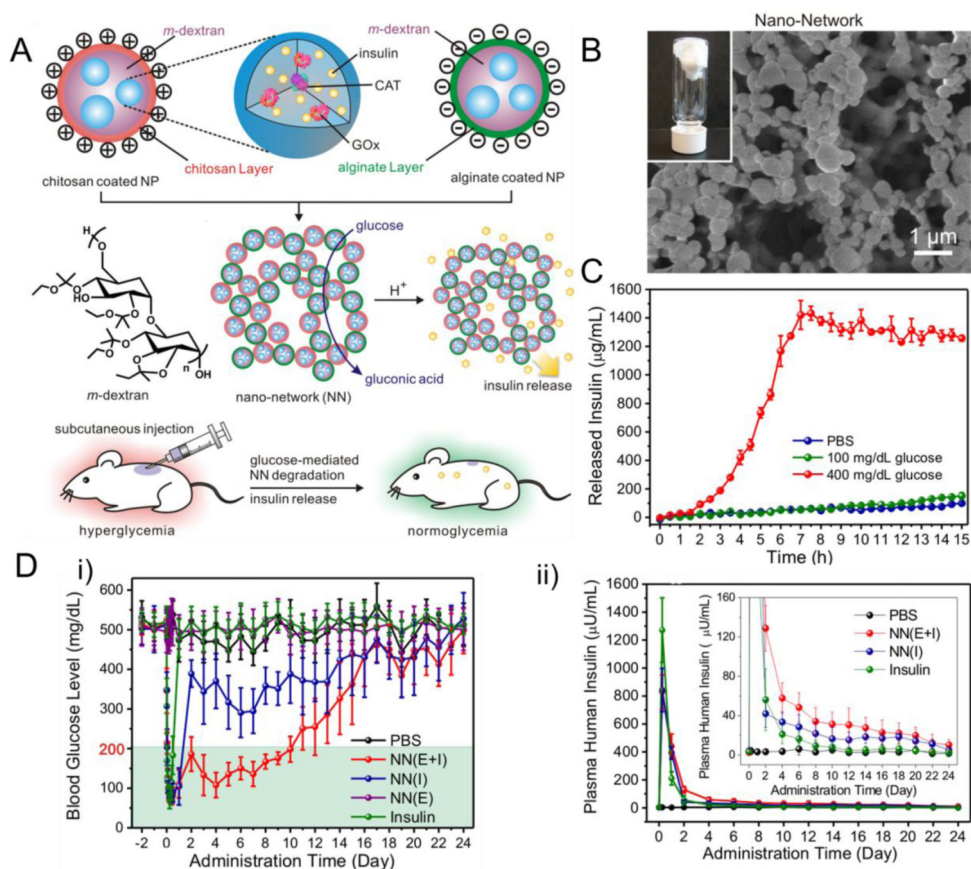 A
m-dextran
chitosan Layer
chitosan coated NP
insulin
CAT
GOx
m-dextran
alginate Layer
alginate coated NP
H
O
O
O
HO
O
O
O
O
O
O
HO
O
n
OH
m-dextran
glucose
gluconic acid
nano-network (NN)
H+
insulin release
subcutaneous injection
hyperglycemia
glucose-mediated
NN degradation
insulin release
normoglycemia
B
Nano-Network
1 μm
C
Released Insulin (μg/mL)
1600
1400
1200
1000
800
600
400
200
0
PBS
100 mg/dL glucose
400 mg/dL glucose
0 1 2 3 4 5 6 7 8 9 10 11 12 13 14 15
Time (h)
D
i)
Blood Glucose Level (mg/dL)
600
500
400
300
200
100
0
PBS
NN(E+I)
NN(I)
NN(E)
Insulin
-2 0 2 4 6 8 10 12 14 16 18 20 22 24
Administration Time (Day)
ii)
Plasma Human Insulin (μU/mL)
1600
1400
1200
1000
800
600
400
200
0
0 2 4 6 8 10 12 14 16 18 20 22 24
Administration Time (Day)
Plasma Human Insulin ( μU/mL)
160
120
80
40
0
PBS
NN(E+I)
NN(I)
Insulin
0 2 4 6 8 10 12 14 16 18 20 22 24
Administration Time (Day)